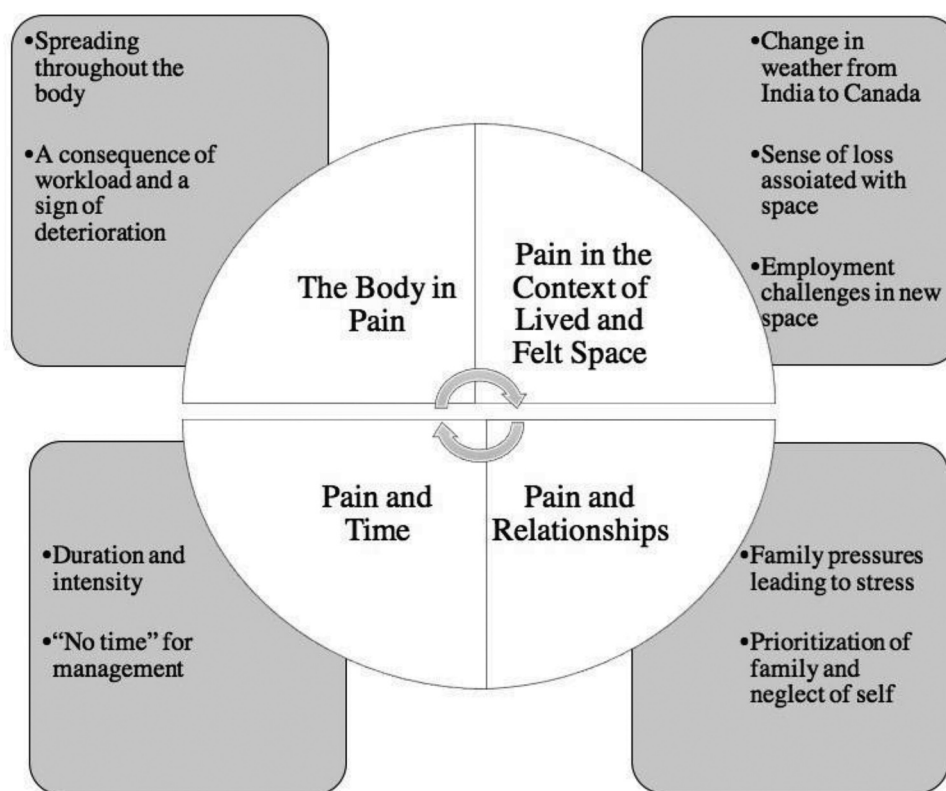 •Spreading
throughout the
body
•A consequence of
workload and a
sign of
deterioration
•Change in
weather from
India to Canada
•Sense of loss
assoiated with
space
•Employment
challenges in new
space
The Body in
Pain
Pain in the
Context of
Lived and
Felt Space
Pain and
Time
Pain and
Relationships
•Duration and
intensity
•“No time” for
management
•Family pressures
leading to stress
•Prioritization of
family and
neglect of self